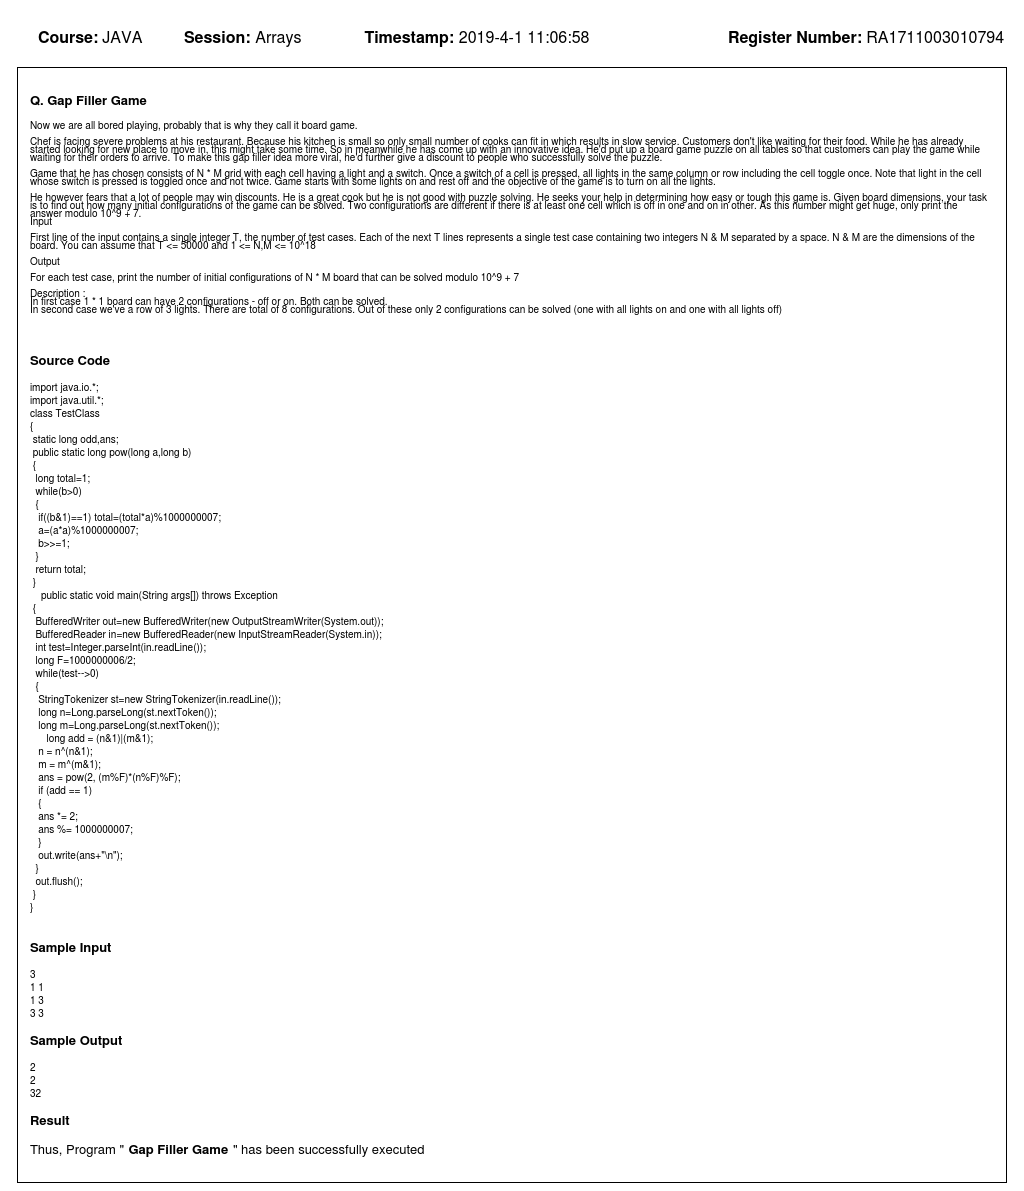 Course: JAVA Session: Arrays Timestamp: 2019-4-1 11:06:58 Register Number: RA1711003010794
Q. Gap Filler Game
Now we are all bored playing, probably that is why they call it board game.
Chef is facing severe problems at his restaurant. Because his kitchen is small so only small number of cooks can fit in which results in slow service. Customers don't like waiting for their food. While he has already
started looking for new place to move in, this might take some time. So in meanwhile he has come up with an innovative idea. He'd put up a board game puzzle on all tables so that customers can play the game while
waiting for their orders to arrive. To make this gap filler idea more viral, he'd further give a discount to people who successfully solve the puzzle.
Game that he has chosen consists of N * M grid with each cell having a light and a switch. Once a switch of a cell is pressed, all lights in the same column or row including the cell toggle once. Note that light in the cell
whose switch is pressed is toggled once and not twice. Game starts with some lights on and rest off and the objective of the game is to turn on all the lights.
He however fears that a lot of people may win discounts. He is a great cook but he is not good with puzzle solving. He seeks your help in determining how easy or tough this game is. Given board dimensions, your task
is to find out how many initial configurations of the game can be solved. Two configurations are different if there is at least one cell which is off in one and on in other. As this number might get huge, only print the
answer modulo 10^9 + 7.
Input
First line of the input contains a single integer T, the number of test cases. Each of the next T lines represents a single test case containing two integers N & M separated by a space. N & M are the dimensions of the
board. You can assume that T <= 50000 and 1 <= N,M <= 10^18
Output
For each test case, print the number of initial configurations of N * M board that can be solved modulo 10^9 + 7
Description :
In first case 1 * 1 board can have 2 configurations - off or on. Both can be solved.
In second case we've a row of 3 lights. There are total of 8 configurations. Out of these only 2 configurations can be solved (one with all lights on and one with all lights off)
Source Code
import java.io.*;
import java.util.*;
class TestClass
{
static long odd,ans;
public static long pow(long a,long b)
{
long total=1;
while(b>0)
{
if((b&1)==1) total=(total*a)%1000000007;
a=(a*a)%1000000007;
b>>=1;
}
return total;
}
public static void main(String args[]) throws Exception
{
BufferedWriter out=new BufferedWriter(new OutputStreamWriter(System.out));
BufferedReader in=new BufferedReader(new InputStreamReader(System.in));
int test=Integer.parseInt(in.readLine());
long F=1000000006/2;
while(test-->0)
{
StringTokenizer st=new StringTokenizer(in.readLine());
long n=Long.parseLong(st.nextToken());
long m=Long.parseLong(st.nextToken());
long add = (n&1)|(m&1);
n = n^(n&1);
m = m^(m&1);
ans = pow(2, (m%F)*(n%F)%F);
if (add == 1)
{
ans *= 2;
ans %= 1000000007;
}
out.write(ans+"\n");
}
out.flush();
}
}
Sample Input
3
1 1
1 3
3 3
Sample Output
2
2
32
Result
Thus, Program " Gap Filler Game " has been successfully executed